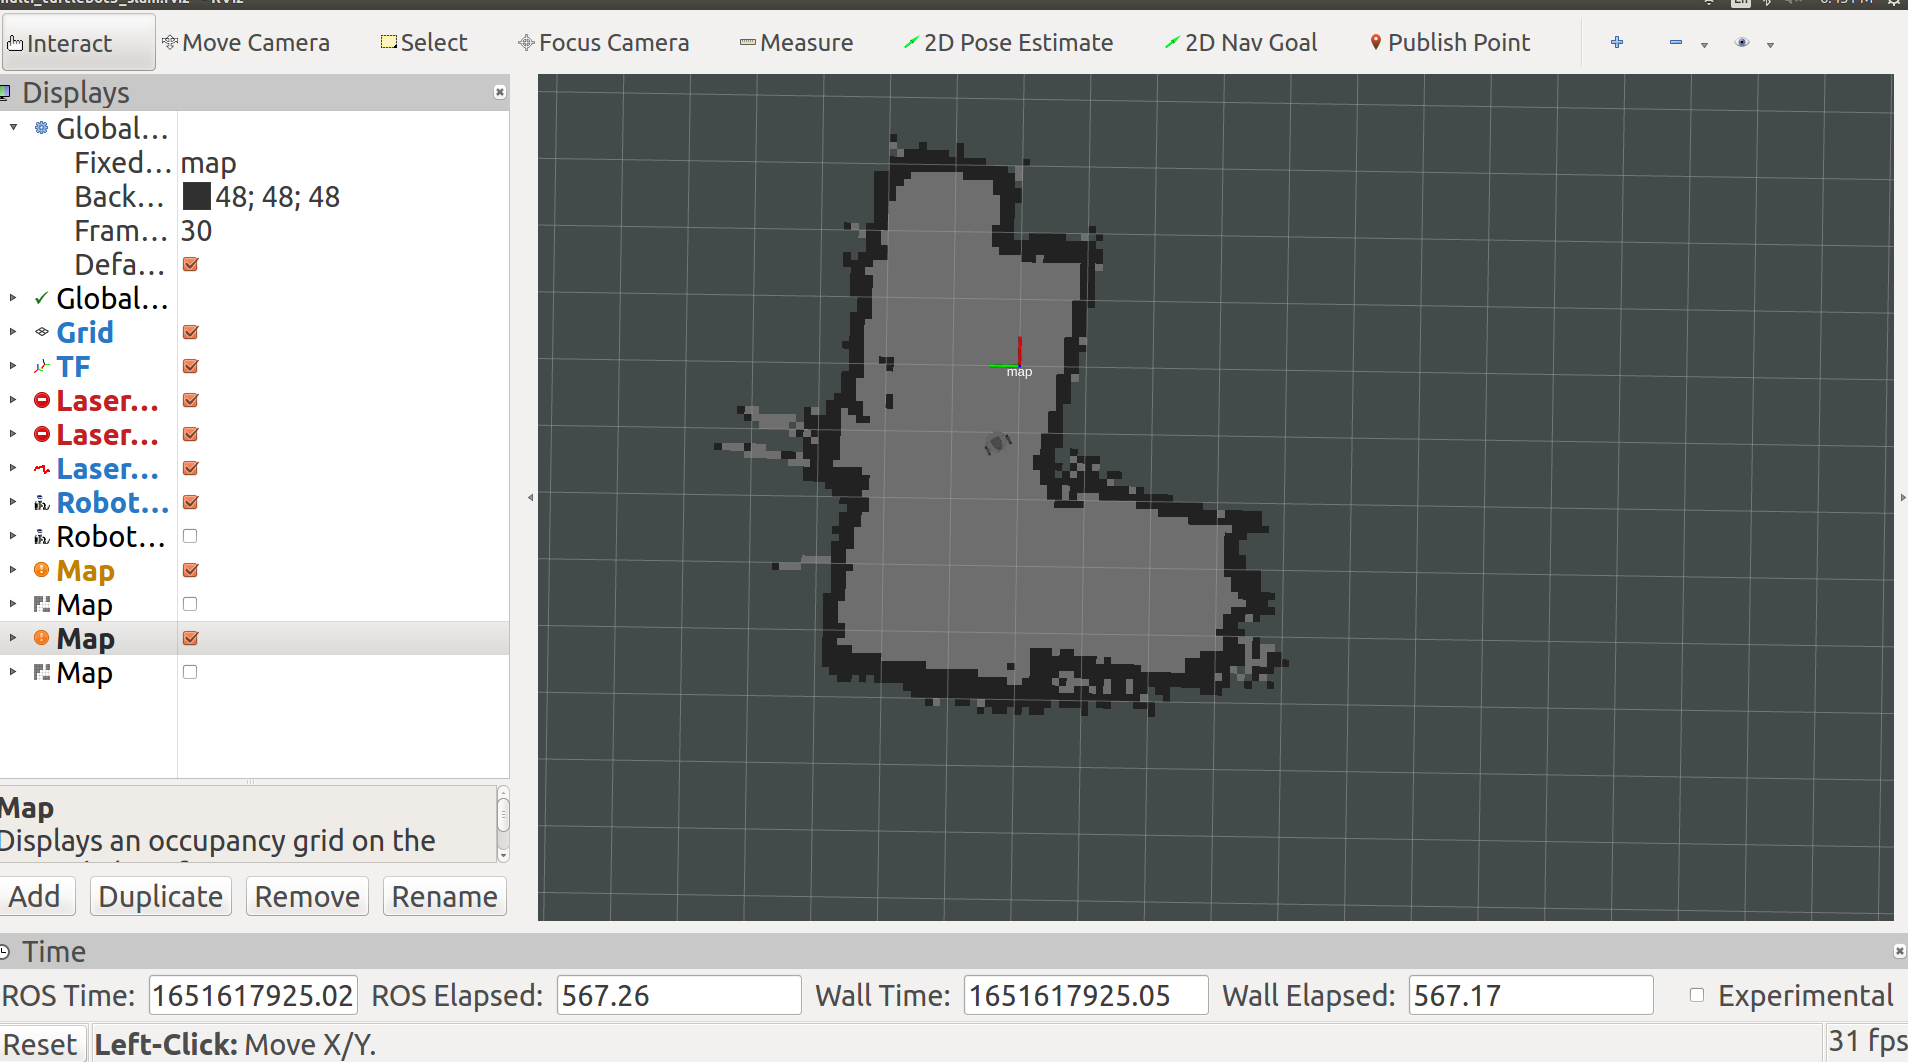 Interact Move Camera Select Focus Camera Measure 2D Pose Estimate 2D Nav Goal Publish Point
Displays
Global...
Fixed... map
Back... 48; 48; 48
Fram... 30
Defa...
Global...
Grid
TF
Laser...
Laser...
Laser...
Robot...
Robot...
Map
Map
Map
Map
map
Map
Displays an occupancy grid on the
Add Duplicate Remove Rename
Time
ROS Time: 1651617925.02 ROS Elapsed: 567.26 Wall Time: 1651617925.05 Wall Elapsed: 567.17 Experimental
Reset Left-Click: Move X/Y. 31 fps